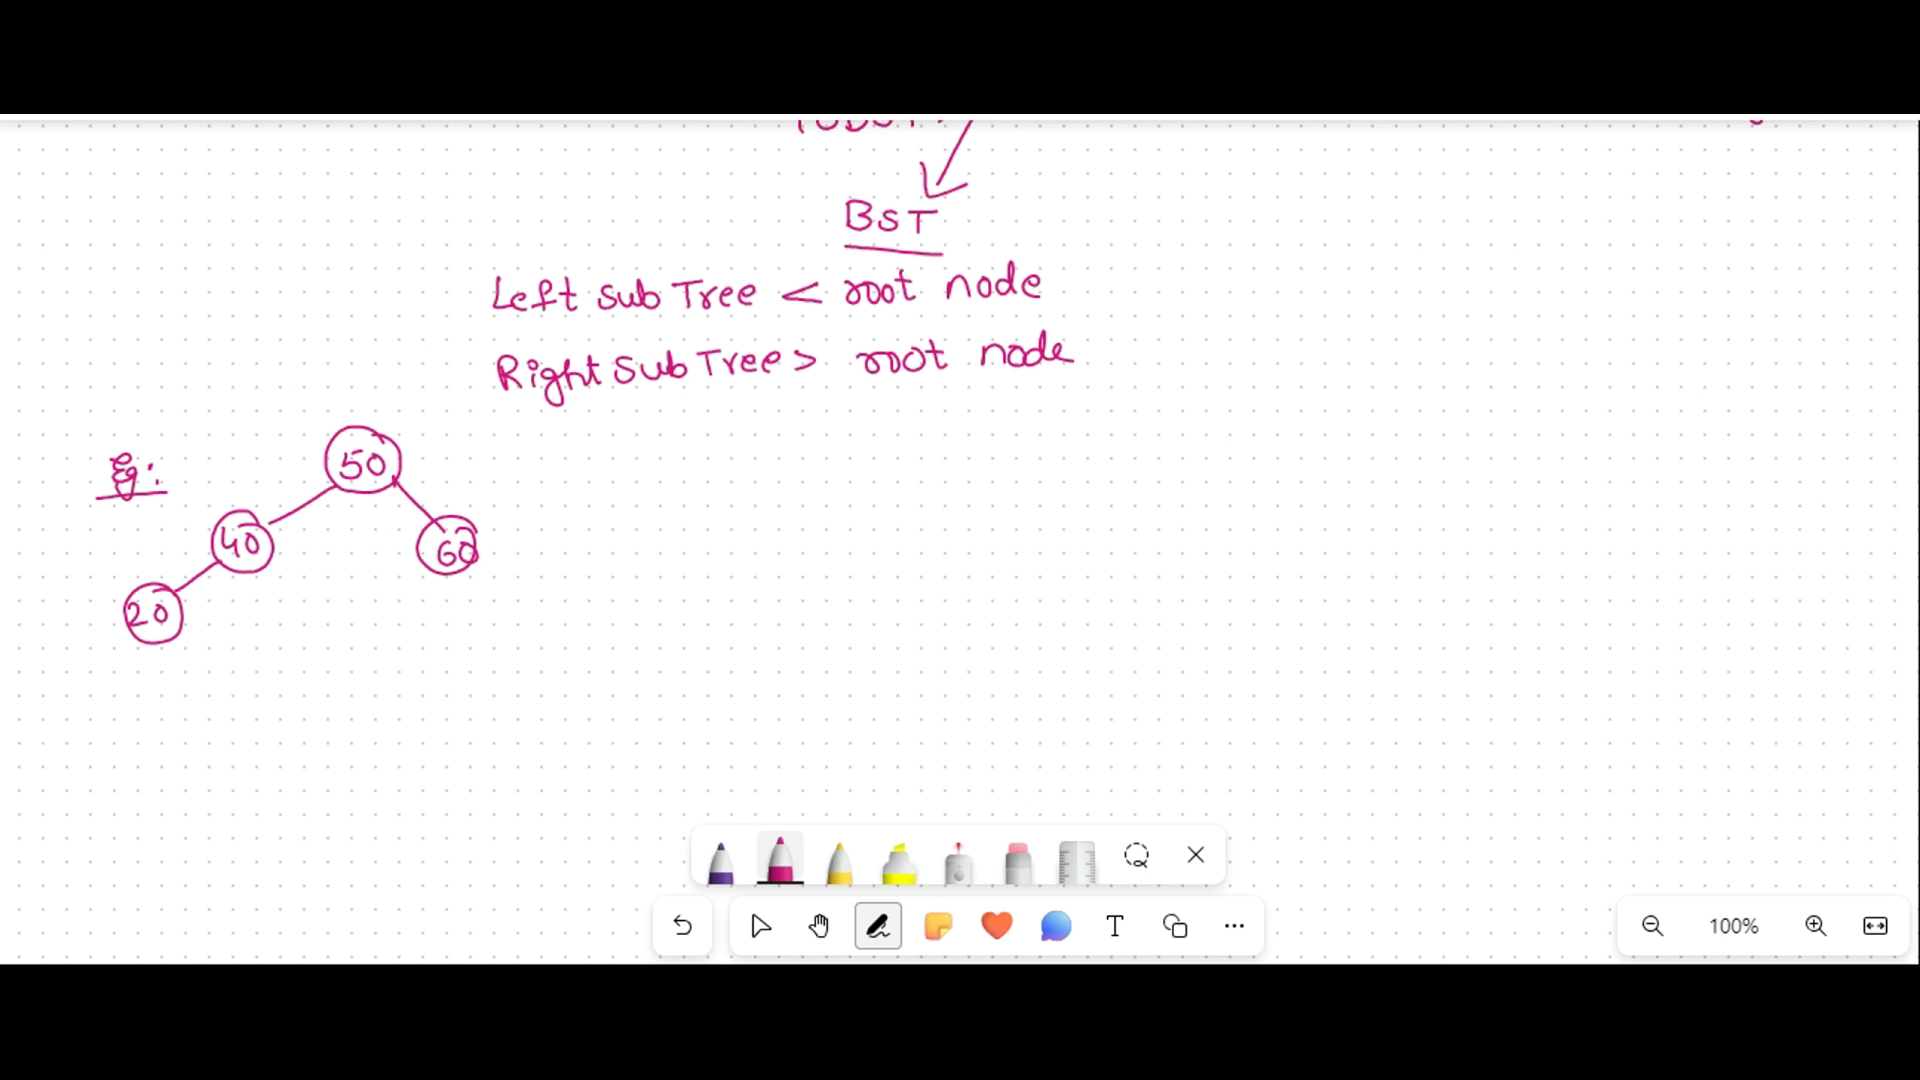 BST
Left sub Tree < root node
Right Sub Tree > root node
Eg:
50
40
60
20
T
100%